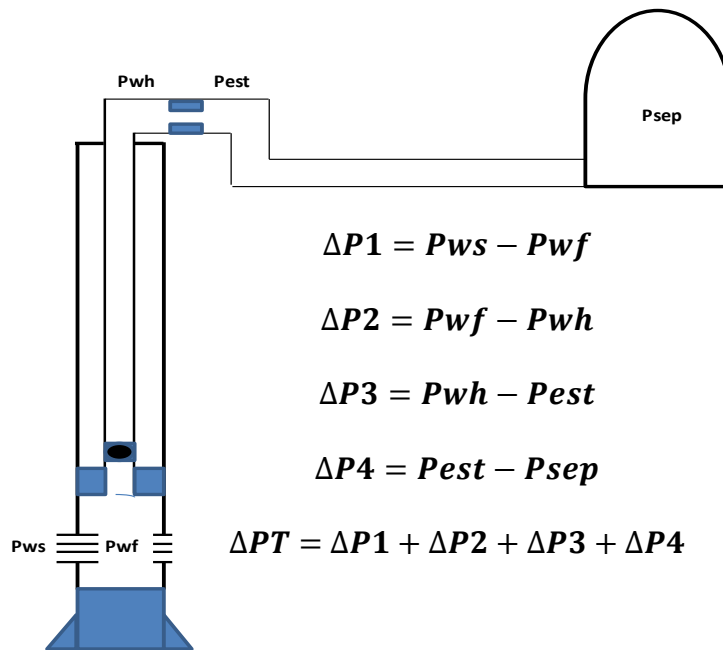 Pwh Pest
Psep
ΔP1 = Pws − Pwf
ΔP2 = Pwf − Pwh
ΔP3 = Pwh − Pest
ΔP4 = Pest − Psep
Pws Pwf
ΔPT = ΔP1 + ΔP2 + ΔP3 + ΔP4